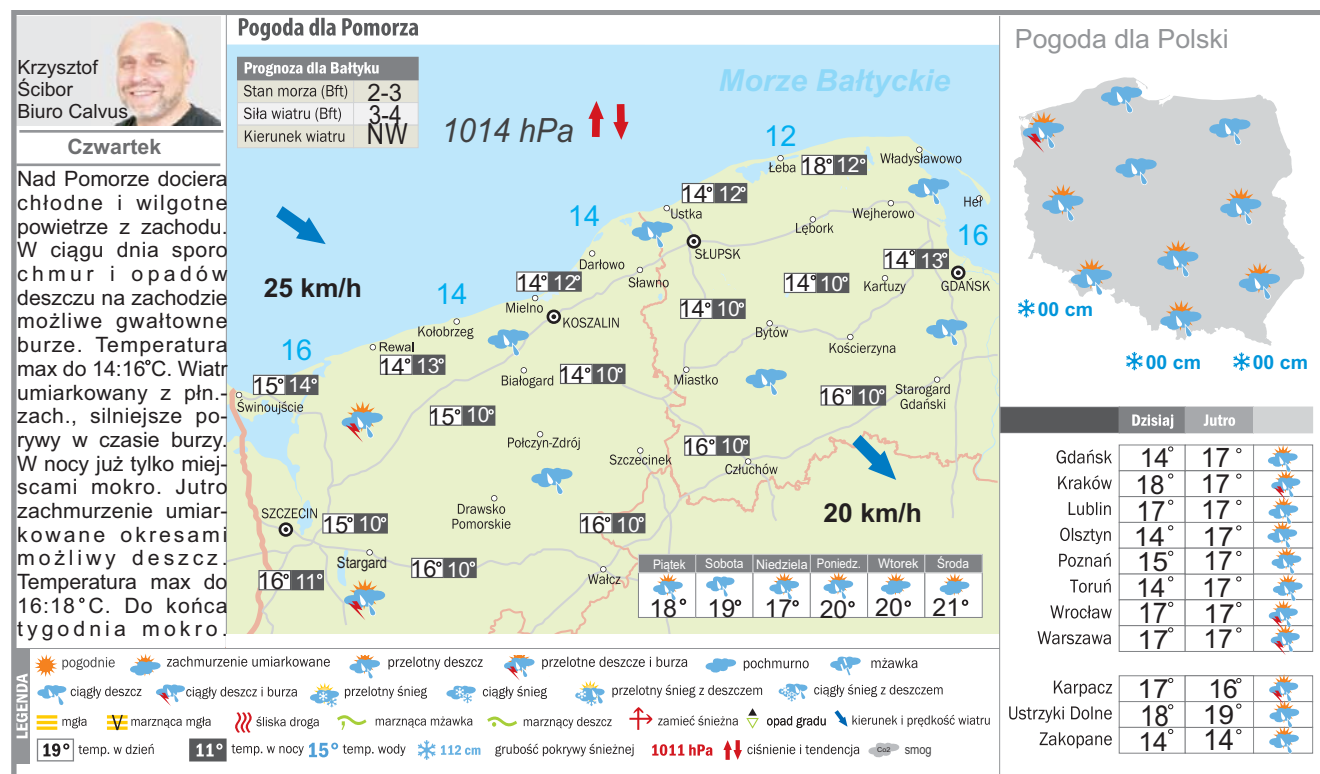 Krzysztof
Ścibor
Biuro Calvus
Czwartek
Nad Pomorze dociera
chłodne i wilgotne
powietrze z zachodu.
W ciągu dnia sporo
chmur i opadów
deszczu na zachodzie
możliwe gwałtowne
burze. Temperatura
max do 14:16°C. Wiatr
umiarkowany z płn.-
zach., silniejsze po-
rywy w czasie burzy.
W nocy już tylko miej-
scami mokro. Jutro
zachmurzenie umiar-
kowane okresami
możliwy deszcz.
Temperatura max do
16:18°C. Do końca
tygodnia mokro.
Pogoda dla Pomorza
Prognoza dla Bałtyku
Stan morza (Bft) 2-3
Siła wiatru (Bft) 3-4
Kierunek wiatru NW
1014 hPa
Morze Bałtyckie
12
Łeba 18° 12°
Władysławowo
14° 12°
Ustka
Hel
Wejherowo
14
Lębork
16
SŁUPSK
Darłowo
14° 13°
25 km/h
14° 12°
Sławno
14° 10°
Kartuzy
GDAŃSK
14
Mielno
14° 10°
KOSZALIN
Kołobrzeg
Bytów
Kościerzyna
16
Rewal
14° 13°
Białogard
14° 10°
Miastko
15° 14°
Świnoujście
16° 10°
Starogard
Gdański
15° 10°
Połczyn-Zdrój
16° 10°
Szczecinek
Człuchów
Drawsko
Pomorskie
SZCZECIN
15° 10°
16° 10°
20 km/h
Stargard
16° 10°
16° 11°
Wałcz
Piątek Sobota Niedziela Poniedz. Wtorek Środa
18° 19° 17° 20° 20° 21°
Pogoda dla Polski
00 cm
00 cm 00 cm
Dzisiaj Jutro
Gdańsk 14° 17°
Kraków 18° 17°
Lublin 17° 17°
Olsztyn 14° 17°
Poznań 15° 17°
Toruń 14° 17°
Wrocław 17° 17°
Warszawa 17° 17°
Karpacz 17° 16°
Ustrzyki Dolne 18° 19°
Zakopane 14° 14°
LEGENDA
pogodnie zachmurzenie umiarkowane przelotny deszcz przelotne deszcze i burza pochmurno mżawka
ciągły deszcz ciągły deszcz i burza przelotny śnieg ciągły śnieg przelotny śnieg z deszczem ciągły śnieg z deszczem
mgła marznąca mgła śliska droga marznąca mżawka marznący deszcz zamieć śnieżna opad gradu kierunek i prędkość wiatru
19° temp. w dzień 11° temp. w nocy 15° temp. wody 112 cm grubość pokrywy śnieżnej 1011 hPa ciśnienie i tendencja Co2 smog